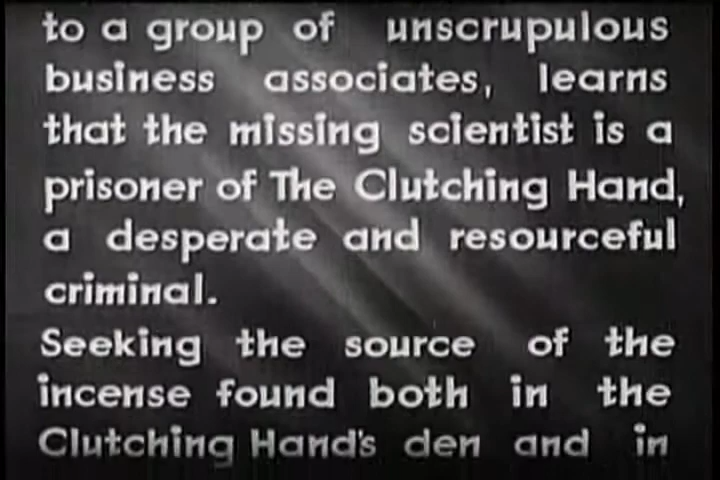 to a group of unscrupulous
business associates, learns
that the missing scientist is a
prisoner of The Clutching Hand,
a desperate and resourceful
criminal.
Seeking the source of the
incense found both in the
Clutching Hand's den and in